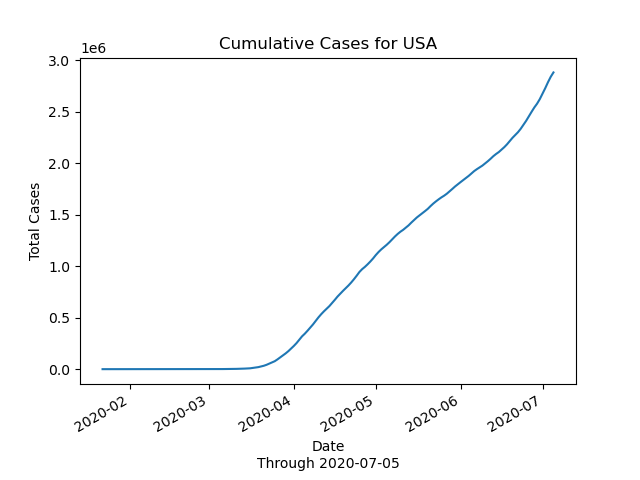 Cumulative Cases for USA
1e6
3.0
2.5
2.0
1.5
1.0
0.5
0.0
Total Cases
2020-02
2020-03
2020-04
2020-05
2020-06
2020-07
Date
Through 2020-07-05